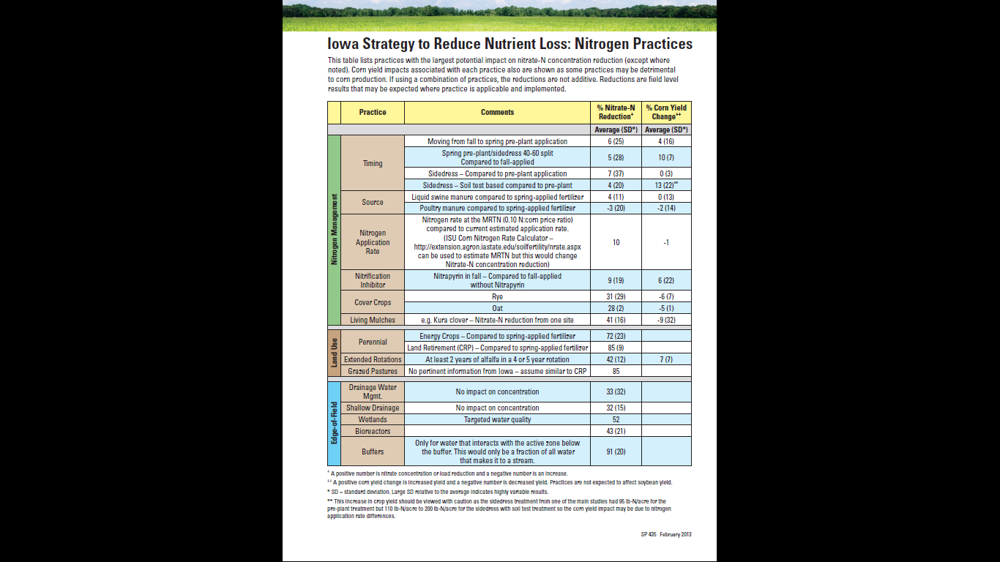 Iowa Strategy to Reduce Nutrient Loss: Nitrogen Practices
This table lists practices with the largest potential impact on nitrate-N concentration reduction (except where
noted). Corn yield impacts associated with each practice also are shown as some practices may be detrimental
to corn production. If using a combination of practices, the reductions are not additive. Reductions are field level
results that may be expected where practice is applicable and implemented.
Practice Comments % Nitrate-N Reduction+ % Corn Yield Change++
Average (SD*) Average (SD*)
Nitrogen Management
Timing
Moving from fall to spring pre-plant application 6 (25) 4 (16)
Spring pre-plant/sidedress 40-60 split
Compared to fall-applied 5 (28) 10 (7)
Sidedress – Compared to pre-plant application 7 (37) 0 (3)
Sidedress – Soil test based compared to pre-plant 4 (20) 13 (22)**
Source
Liquid swine manure compared to spring-applied fertilizer 4 (11) 0 (13)
Poultry manure compared to spring-applied fertilizer -3 (20) -2 (14)
Nitrogen
Application
Rate
Nitrogen rate at the MRTN (0.10 N:corn price ratio)
compared to current estimated application rate.
(ISU Corn Nitrogen Rate Calculator –
http://extension.agron.iastate.edu/soilfertility/nrate.aspx
can be used to estimate MRTN but this would change
Nitrate-N concentration reduction)
10 -1
Nitrification
Inhibitor
Nitrapyrin in fall – Compared to fall-applied
without Nitrapyrin
9 (19) 6 (22)
Cover Crops
Rye 31 (29) -6 (7)
Oat 28 (2) -5 (1)
Living Mulches e.g. Kura clover – Nitrate-N reduction from one site 41 (16) -9 (32)
Land Use
Perennial
Energy Crops – Compared to spring-applied fertilizer 72 (23)
Land Retirement (CRP) – Compared to spring-applied fertilizer 85 (9)
Extended Rotations At least 2 years of alfalfa in a 4 or 5 year rotation 42 (12) 7 (7)
Grazed Pastures No pertinent information from Iowa – assume similar to CRP 85
Edge-of-Field
Drainage Water
Mgmt.
No impact on concentration 33 (32)
Shallow Drainage No impact on concentration 32 (15)
Wetlands Targeted water quality 52
Bioreactors 43 (21)
Buffers
Only for water that interacts with the active zone below
the buffer. This would only be a fraction of all water
that makes it to a stream.
91 (20)
+ A positive number is nitrate concentration or load reduction and a negative number is an increase.
++ A positive corn yield change is increased yield and a negative number is decreased yield. Practices are not expected to affect soybean yield.
* SD = standard deviation. Large SD relative to the average indicates highly variable results.
** This increase in crop yield should be viewed with caution as the sidedress treatment from one of the main studies had 95 lb-N/acre for the
pre-plant treatment but 110 lb-N/acre to 200 lb-N/acre for the sidedress with soil test treatment so the corn yield impact may be due to nitrogen
application rate differences.
SP 435 February 2013